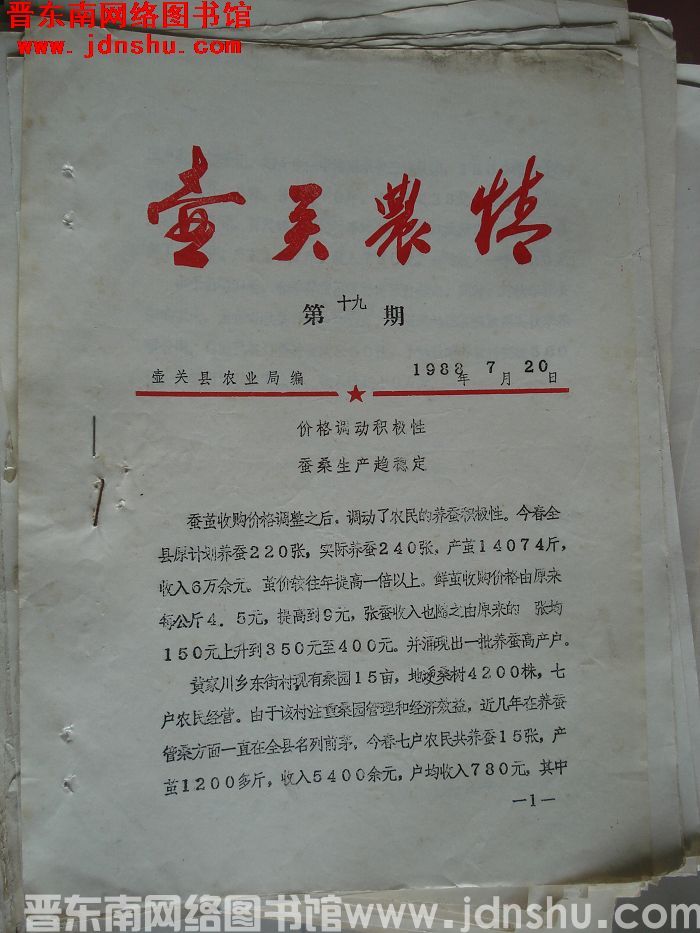 晋东南网络图书馆
www.jdnshu.com
壶关農情
第十九期
壶关县农业局编 1988年7月20日
价格调动积极性
蚕桑生产趋稳定
蚕茧收购价格调整之后，调动了农民的养蚕积极性。今春全
县原计划养蚕220张，实际养蚕240张、产茧14074斤，
收入6万余元。茧价较往年提高一倍以上。鲜茧收购价格由原来
每公斤4.5元，提高到9元，张蚕收入也随之由原来的 张均
150元上升到350元至400元。并涌现出一批养蚕高产户。
黄家川乡东街村现有桑园15亩，地埂桑树4200株，七
户农民经营。由于该村注重桑园管理和经济效益，近几年在养蚕
管桑方面一直在全县名列前茅，今春七户农民共养蚕15张，产
茧1200多斤，收入5400余元，户均收入780元，其中
—1—
晋东南网络图书馆www.jdnshu.com